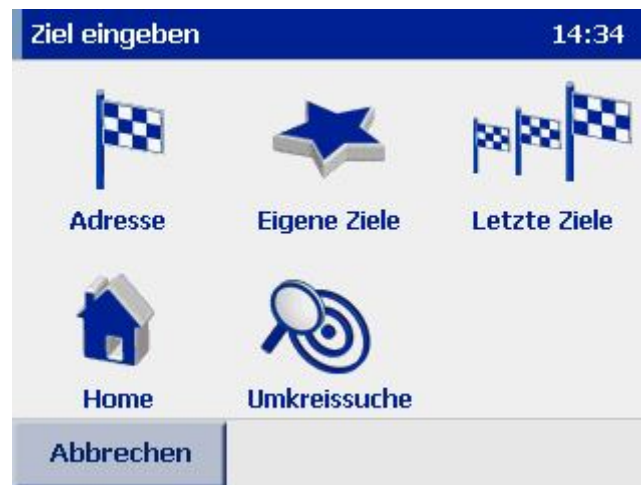 Ziel eingeben 14:34
Adresse Eigene Ziele Letzte Ziele
Home Umkreissuche
Abbrechen